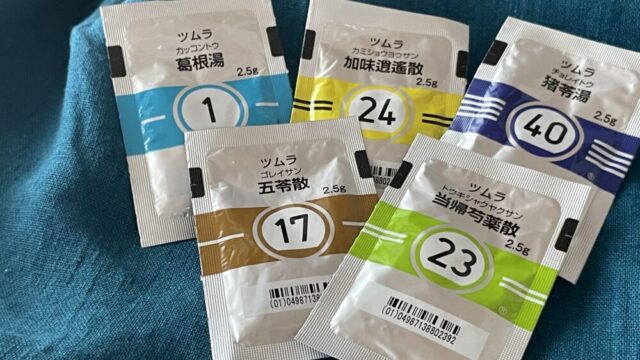 ツムラ
カッコントウ
葛根湯
2.5g
1
ツムラ
カミショウヨウサン
加味逍遙散
2.5g
24
ツムラ
チョレイトウ
猪苓湯
2.5g
40
ツムラ
ゴレイサン
五苓散
2.5g
17
(01)04987138802
ツムラ
トウキシャクヤクサン
当帰芍薬散
2.5g
23
(01)04987138802392